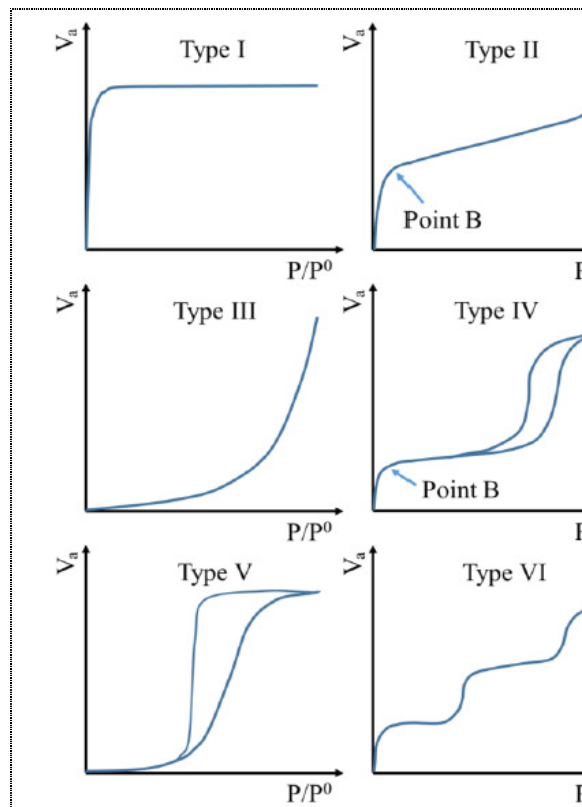 Vₐ
Type I
P/P⁰
Vₐ
Type II
Point B
P
Vₐ
Type III
P/P⁰
Vₐ
Type IV
Point B
P
Vₐ
Type V
P/P⁰
Vₐ
Type VI
P